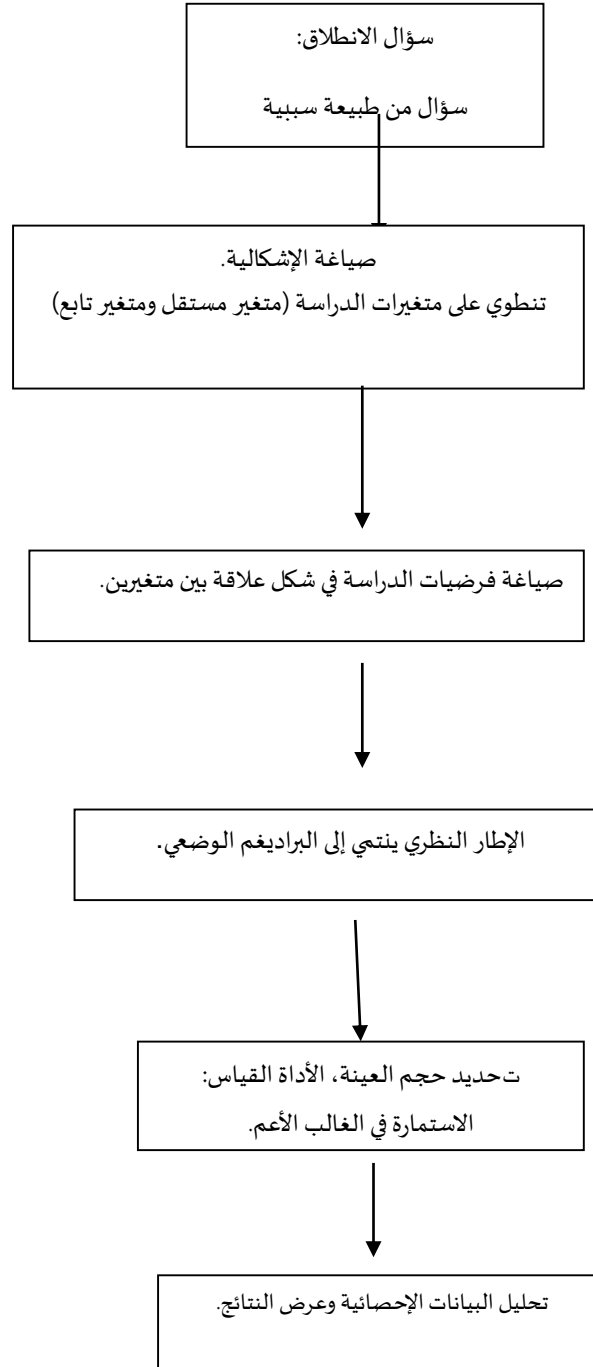 سؤال الانطلاق:
سؤال من طبيعة سببية
صياغة الإشكالية.
تنطوي على متغيرات الدراسة (متغير مستقل ومتغير تابع)
صياغة فرضيات الدراسة في شكل علاقة بين متغيرين.
الإطار النظري ينتمي إلى البراديغم الوضعي.
تحديد حجم العينة، الأداة القياس:
الاستمارة في الغالب الأعم.
تحليل البيانات الإحصائية وعرض النتائج.